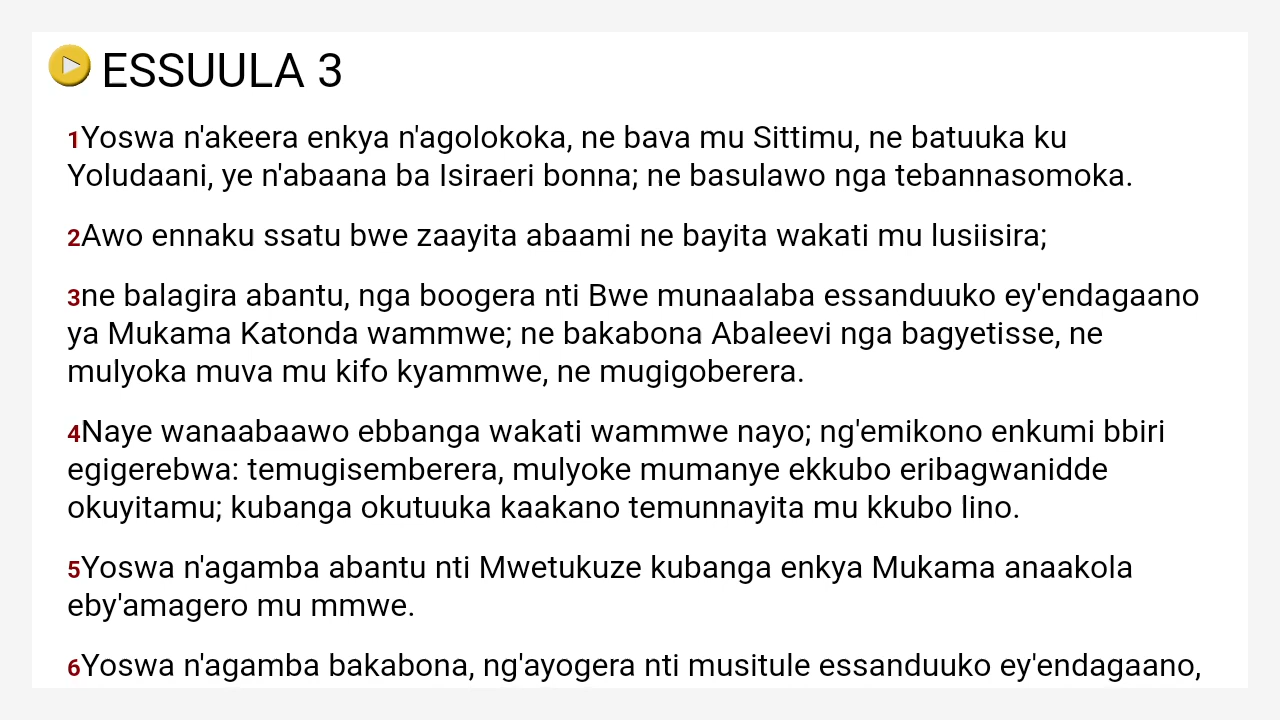 ESSUULA 3
1Yoswa n'akeera enkya n'agolokoka, ne bava mu Sittimu, ne batuuka ku
Yoludaani, ye n'abaana ba Isiraeri bonna; ne basulawo nga tebannasomoka.
2Awo ennaku ssatu bwe zaayita abaami ne bayita wakati mu lusiisira;
3ne balagira abantu, nga boogera nti Bwe munaalaba essanduuko ey'endagaano
ya Mukama Katonda wammwe; ne bakabona Abaleevi nga bagyetisse, ne
mulyoka muva mu kifo kyammwe, ne mugigoberera.
4Naye wanaabaawo ebbanga wakati wammwe nayo; ng'emikono enkumi bbiri
egigerebwa: temugisemberera, mulyoke mumanye ekkubo eribagwanidde
okuyitamu; kubanga okutuuka kaakano temunnayita mu kkubo lino.
5Yoswa n'agamba abantu nti Mwetukuze kubanga enkya Mukama anaakola
eby'amagero mu mmwe.
6Yoswa n'agamba bakabona, ng'ayogera nti musitule essanduuko ey'endagaano,